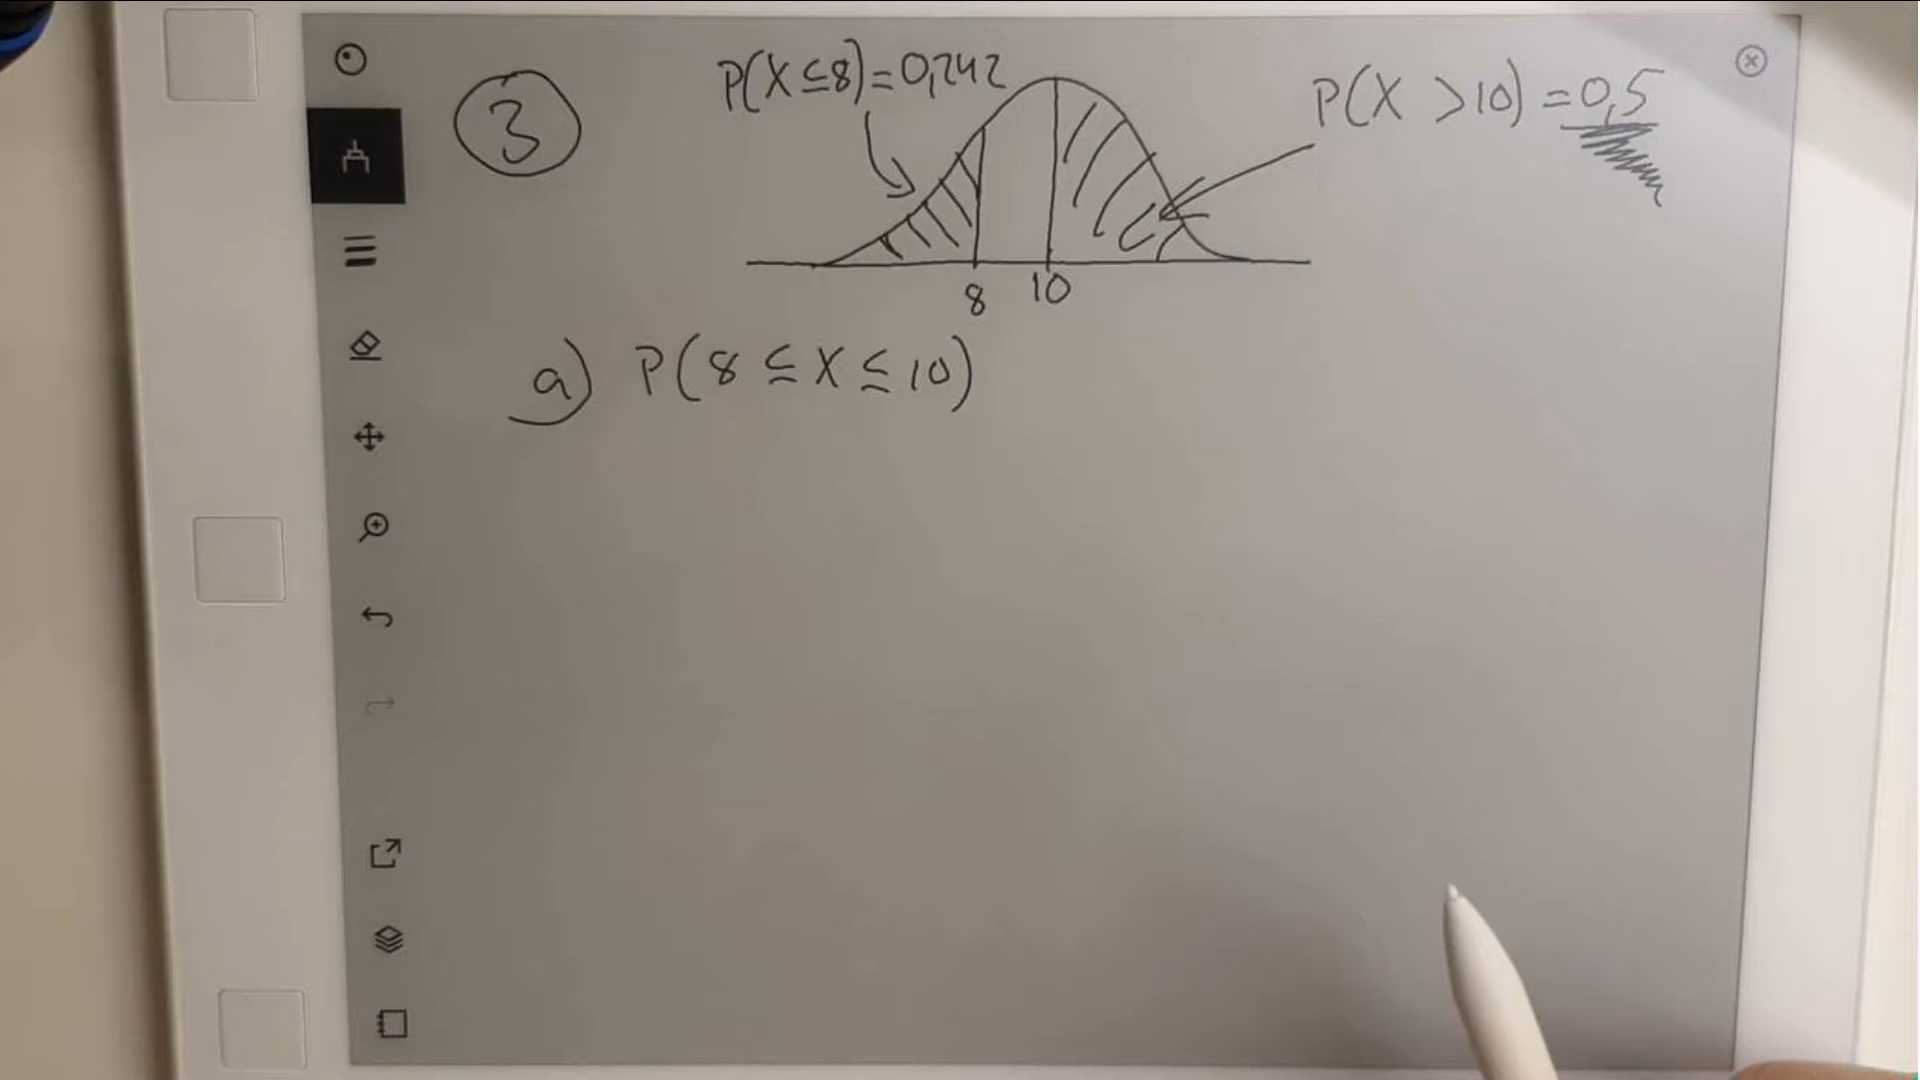 3
P(X ≤ 8) = 0,242
P(X > 10) = 0,5
8 10
a) P(8 ≤ X ≤ 10)